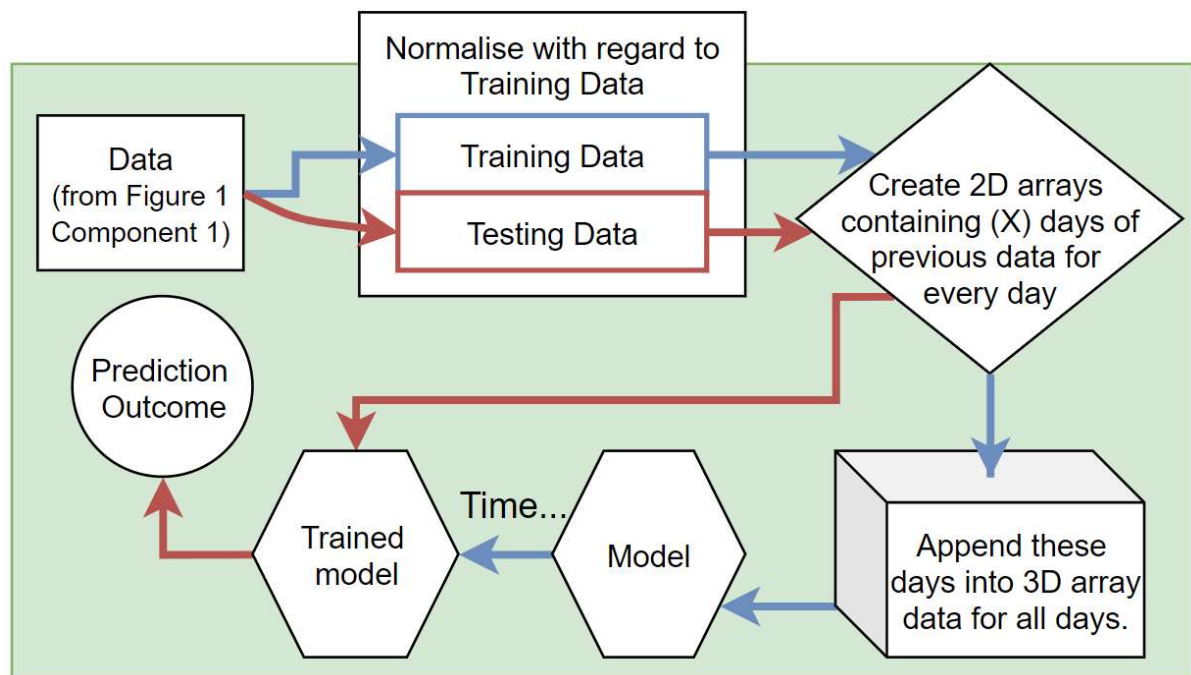 Normalise with regard to
Training Data
Data
(from Figure 1
Component 1)
Training Data
Testing Data
Create 2D arrays
containing (X) days of
previous data for
every day
Prediction
Outcome
Trained
model
Time...
Model
Append these
days into 3D array
data for all days.